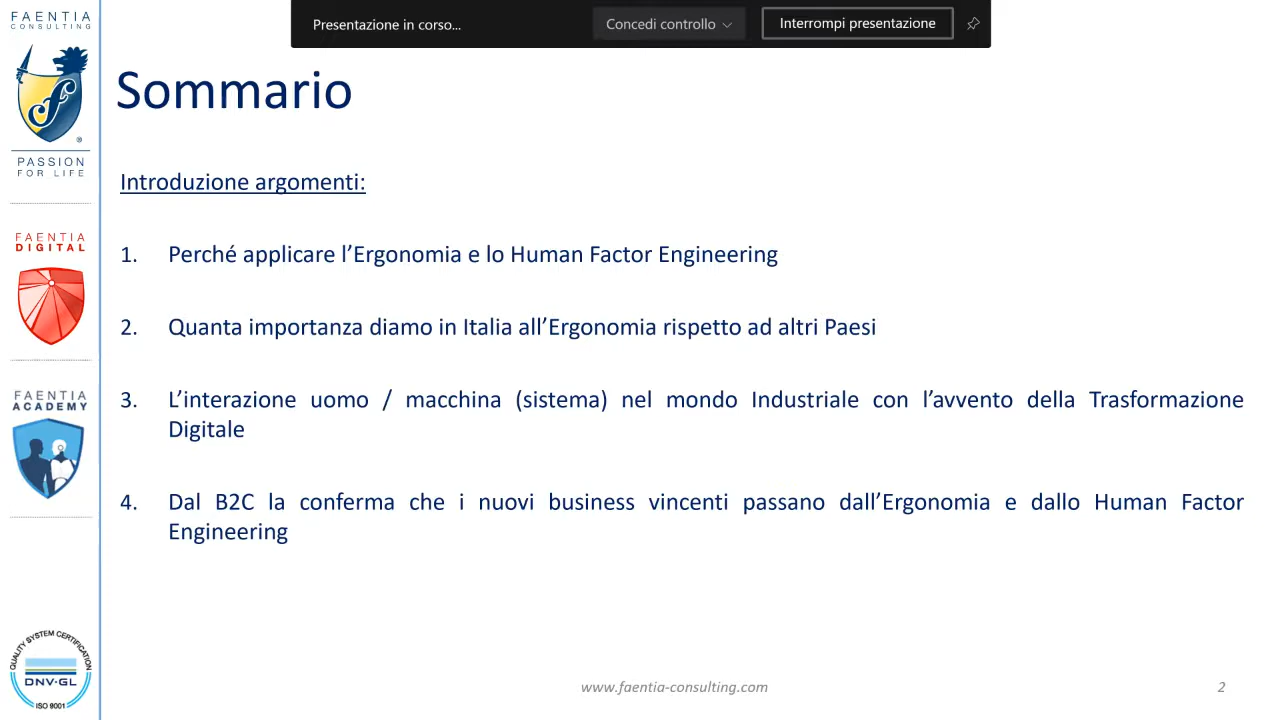 FAENTIA
CONSULTING
Presentazione in corso...
Concedi controllo
Interrompi presentazione
Sommario
®
PASSION
FOR LIFE
Introduzione argomenti:
FAENTIA
DIGITAL
1. Perché applicare l’Ergonomia e lo Human Factor Engineering
2. Quanta importanza diamo in Italia all’Ergonomia rispetto ad altri Paesi
FAENTIA
ACADEMY
3. L’interazione uomo / macchina (sistema) nel mondo Industriale con l’avvento della Trasformazione
Digitale
4. Dal B2C la conferma che i nuovi business vincenti passano dall’Ergonomia e dallo Human Factor
Engineering
QUALITY SYSTEM CERTIFICATION
DNV·GL
ISO 9001
www.faentia-consulting.com
2